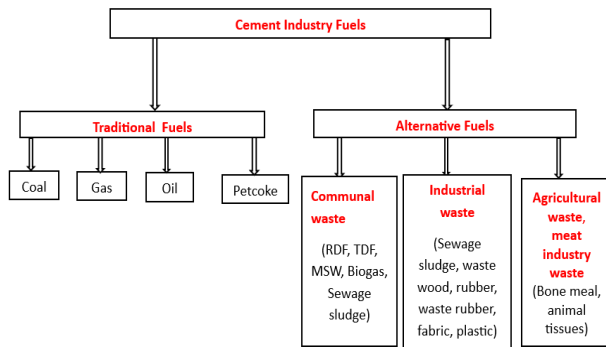 Cement Industry Fuels
Traditional  Fuels
Alternative Fuels
Coal
Gas
Oil
Petcoke
Communal
waste
(RDF, TDF,
MSW, Biogas,
Sewage
sludge)
Industrial
waste
(Sewage
sludge, waste
wood, rubber,
waste rubber,
fabric, plastic)
Agricultural
waste,
meat
industry
waste
(Bone meal,
animal
tissues)